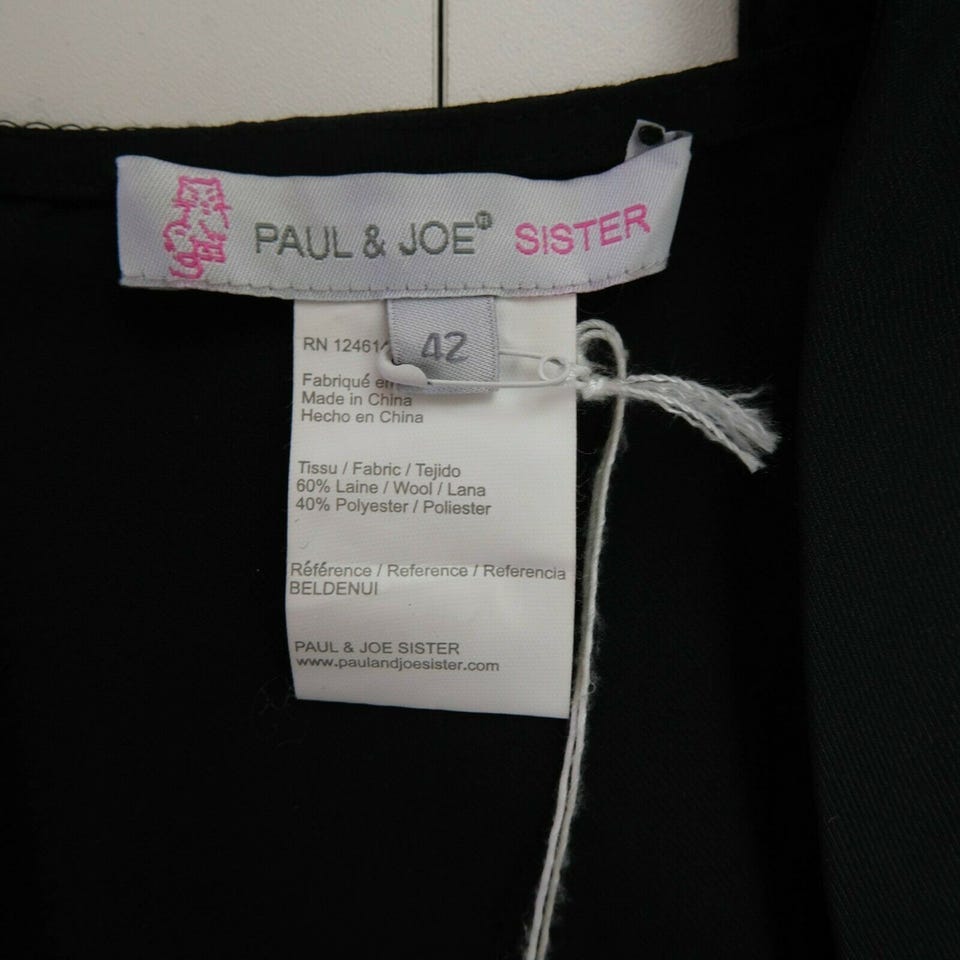 PAUL & JOE® SISTER
42
RN 12461
Fabriqué en
Made in China
Hecho en China
Tissu / Fabric / Tejido
60% Laine / Wool / Lana
40% Polyester / Poliester
Référence / Reference / Referencia
BELDENUI
PAUL & JOE SISTER
www.paulandjoesister.com